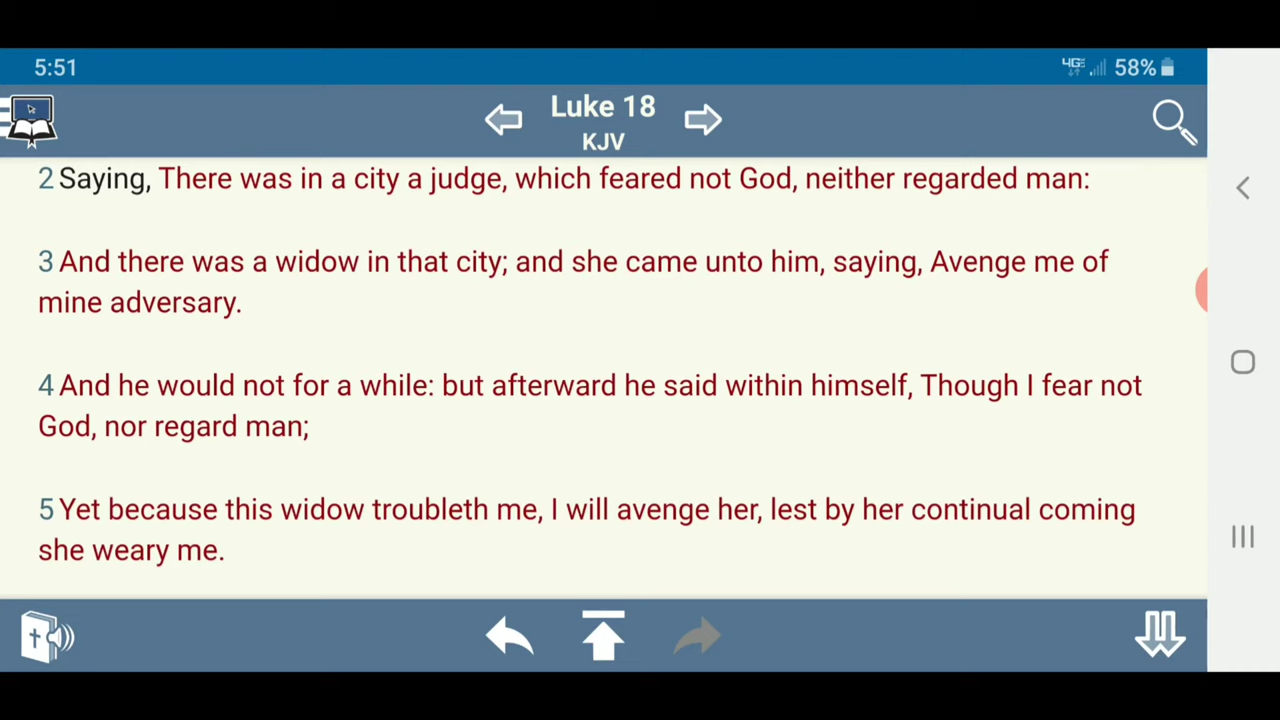 5:51
4G 58%
Luke 18
KJV
2 Saying, There was in a city a judge, which feared not God, neither regarded man:
3 And there was a widow in that city; and she came unto him, saying, Avenge me of
mine adversary.
4 And he would not for a while: but afterward he said within himself, Though I fear not
God, nor regard man;
5 Yet because this widow troubleth me, I will avenge her, lest by her continual coming
she weary me.